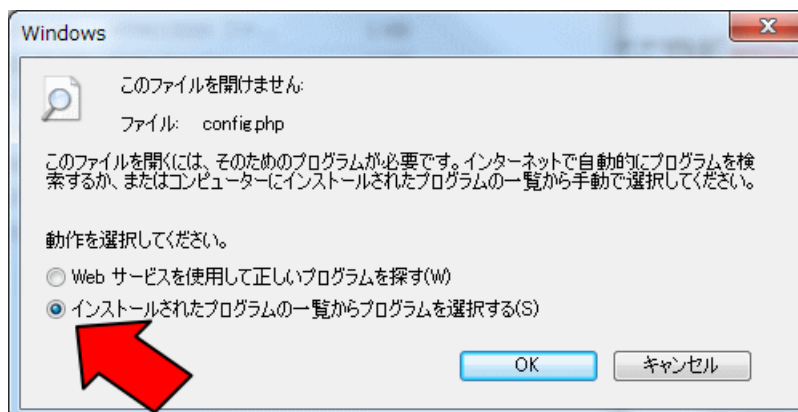 Windows
このファイルを開けません:
ファイル: config.php
このファイルを開くには、そのためのプログラムが必要です。インターネットで自動的にプログラムを検
索するか、またはコンピューターにインストールされたプログラムの一覧から手動で選択してください。
動作を選択してください。
Web サービスを使用して正しいプログラムを探す(W)
インストールされたプログラムの一覧からプログラムを選択する(S)
OK キャンセル